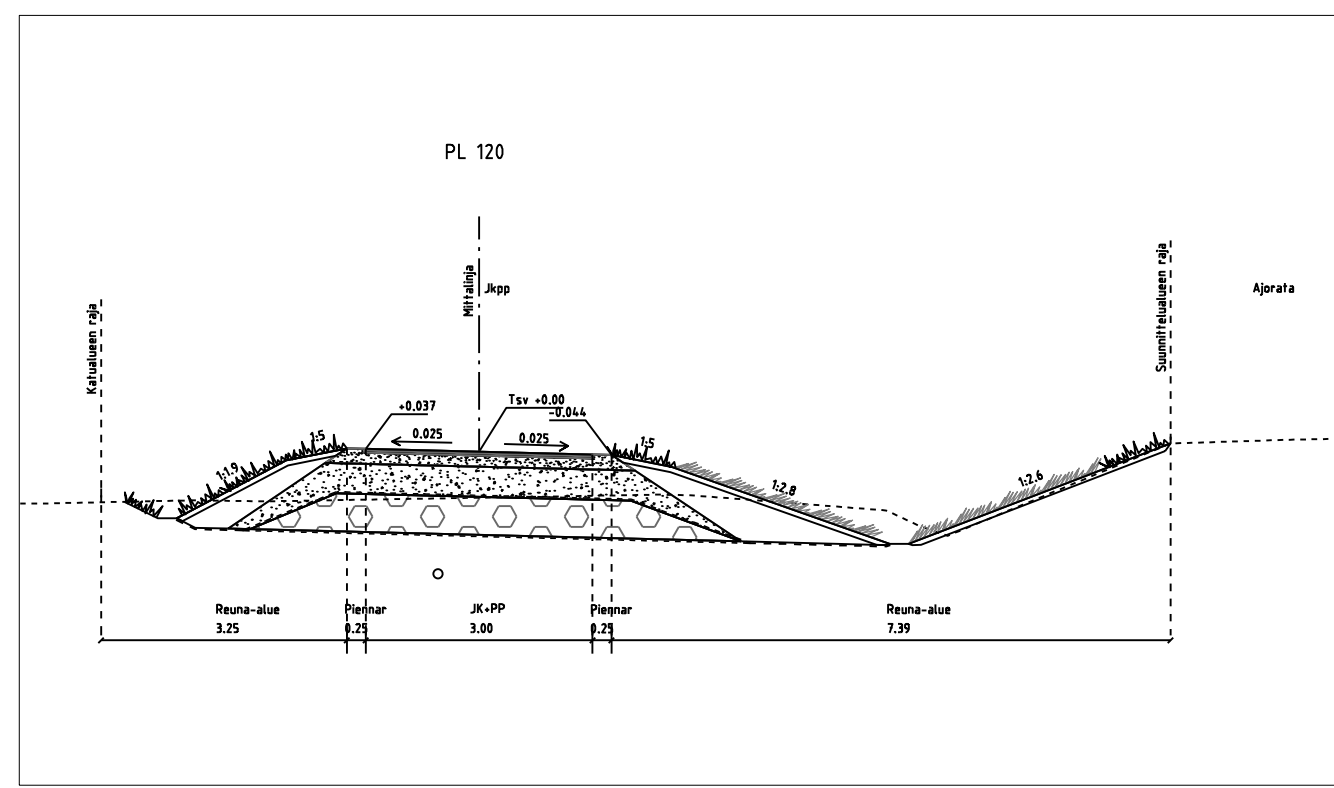 PL 120
Katualueen raja
Mittalinja
Jkpp
Suunnittelualueen raja
Ajorata
+0.037
Tsv +0.00
-0.044
0.025
0.025
1:5
1:1.9
1:5
1:2.8
1:2.6
Reuna-alue
Piennar
JK+PP
Piennar
Reuna-alue
3.25
0.25
3.00
0.25
7.39